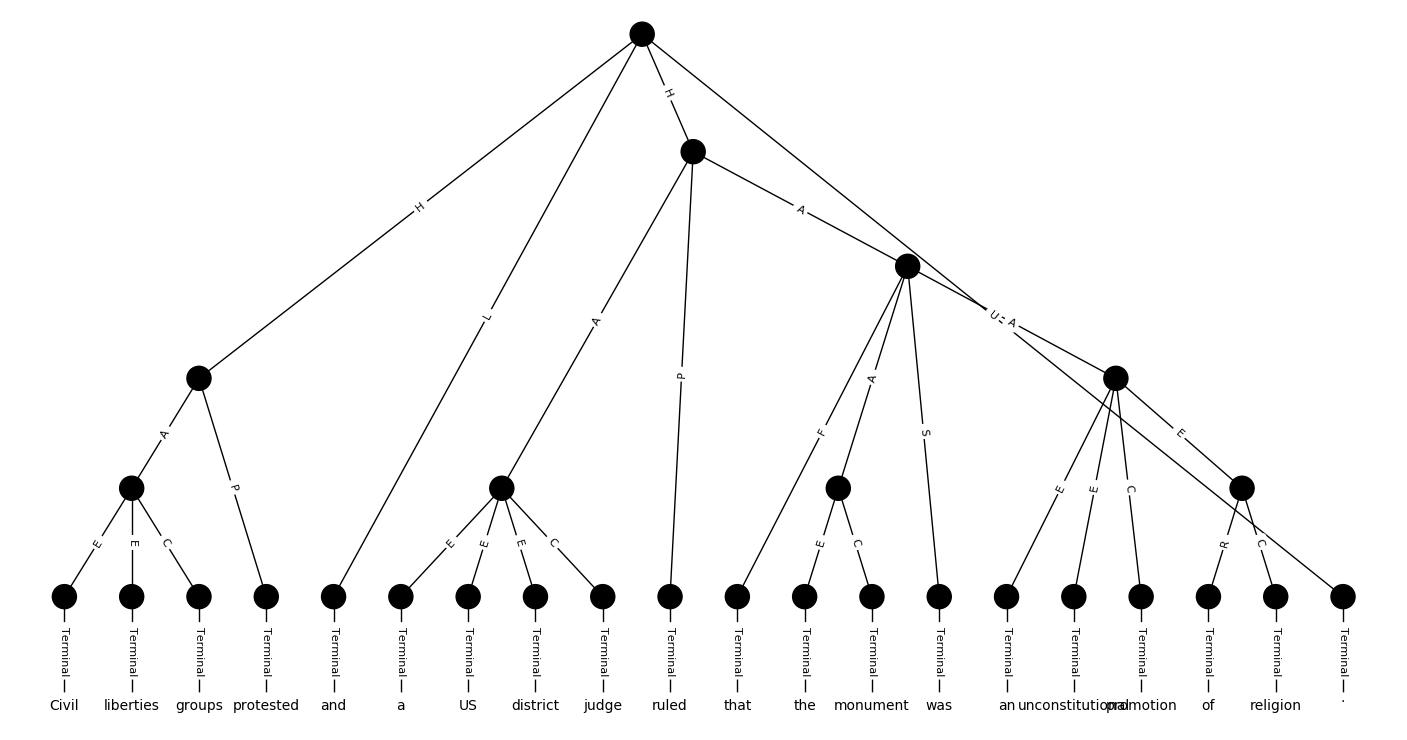 H
H
A
A
L
A
U
A
P
A
F
A
S
E
P
E
E
C
E
E
C
E
E
E
C
E
C
R
C
Terminal Terminal Terminal Terminal Terminal Terminal Terminal Terminal Terminal Terminal Terminal Terminal Terminal Terminal Terminal Terminal Terminal Terminal Terminal Terminal
Civil liberties groups protested and a US district judge ruled that the monument was an unconstitutional promotion of religion .